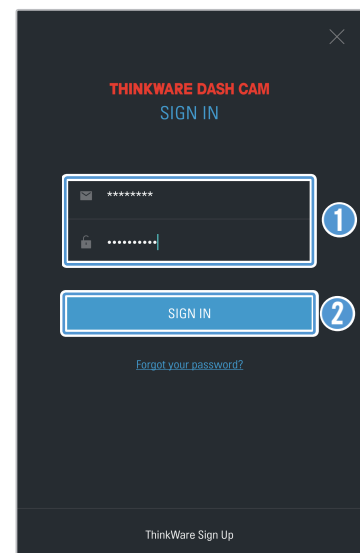 THINKWARE DASH CAM
SIGN IN
********
••••••••••
1
SIGN IN
2
Forgot your password?
ThinkWare Sign Up